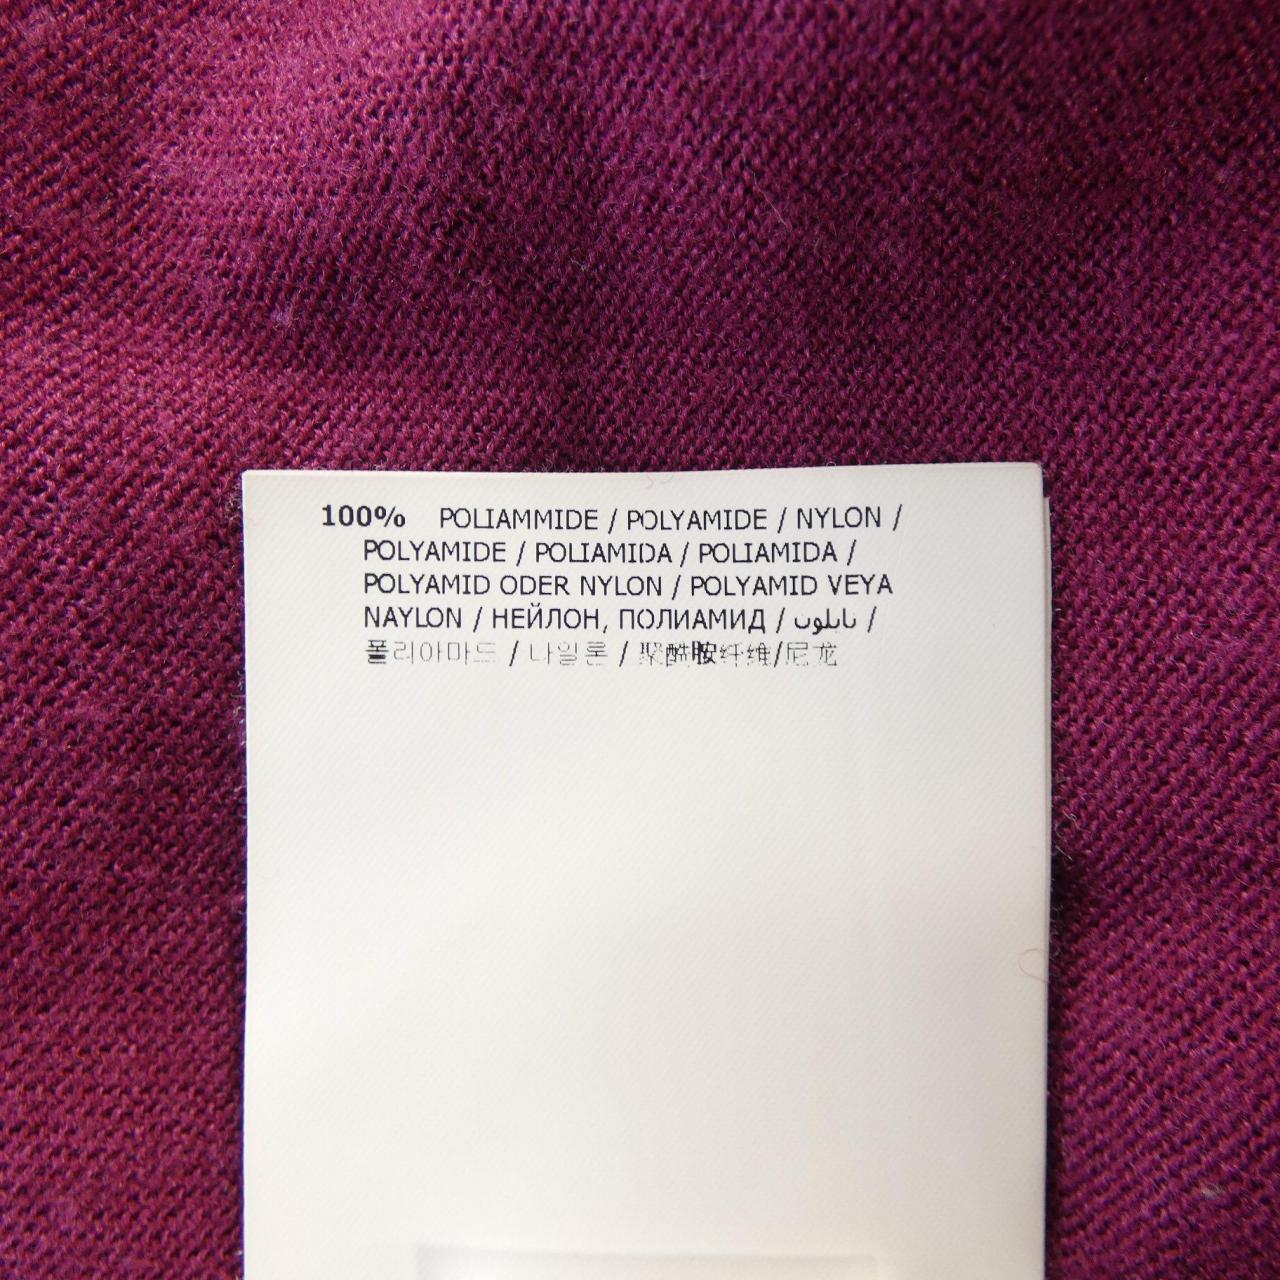 100% POLIAMMIDE / POLYAMIDE / NYLON /
POLYAMIDE / POLIAMIDA / POLIAMIDA /
POLYAMID ODER NYLON / POLYAMID VEYA
NAYLON / НЕЙЛОН, ПОЛИАМИД / نايلون /
폴리아마드 / 나일론 / 聚酰胺纤维/尼龙